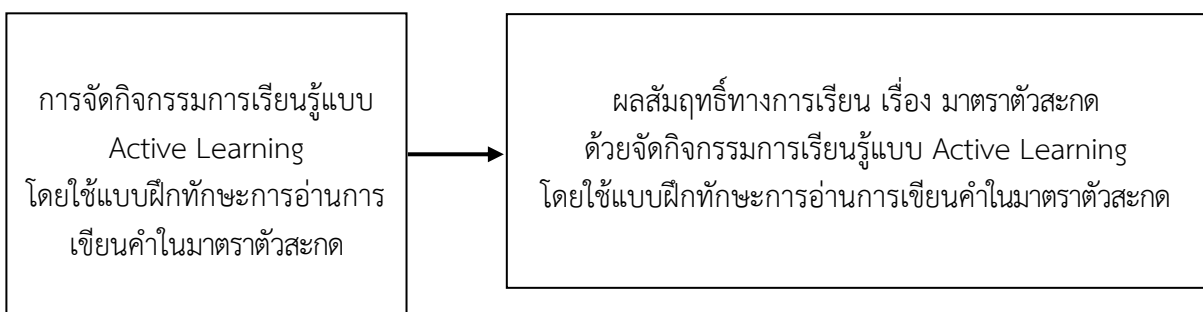 การจัดกิจกรรมการเรียนรู้แบบ
Active Learning
โดยใช้แบบฝึกทักษะการอ่านการ
เขียนคำในมาตราตัวสะกด
ผลสัมฤทธิ์ทางการเรียน เรื่อง มาตราตัวสะกด
ด้วยจัดกิจกรรมการเรียนรู้แบบ Active Learning
โดยใช้แบบฝึกทักษะการอ่านการเขียนคำในมาตราตัวสะกด